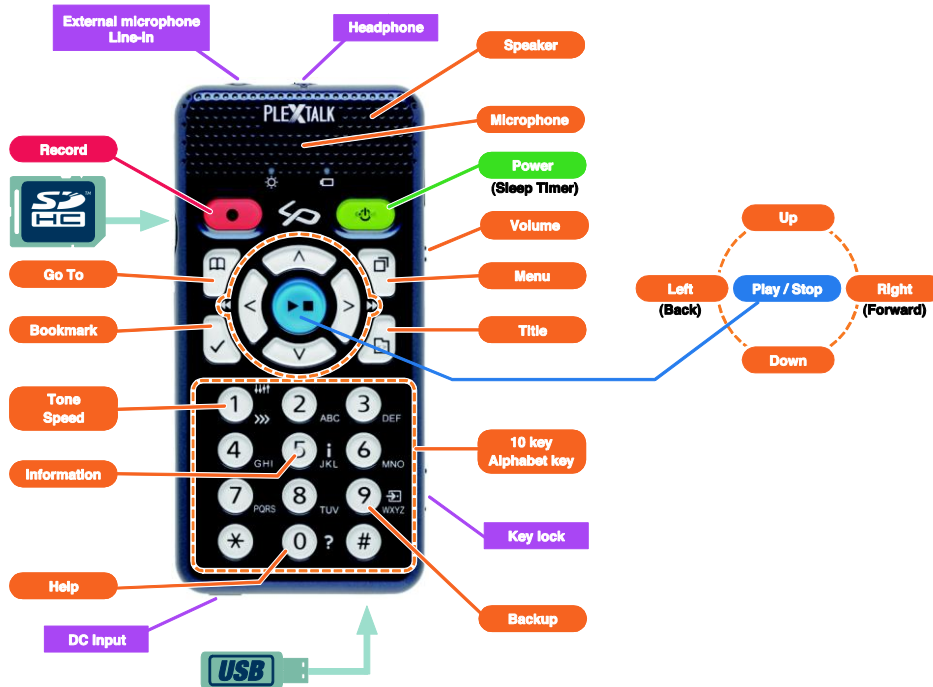 External microphone
Line-in
Headphone
Speaker
PLEXTALK
Microphone
Record
Power
(Sleep Timer)
SD
HC
TM
Volume
Up
Go To
Menu
Left
(Back)
Play / Stop
Right
(Forward)
Bookmark
Title
Down
Tone
Speed
1
2 ABC
3 DEF
10 key
Alphabet key
4 GHI
5 i JKL
6 MNO
Information
7 PQRS
8 TUV
9 WXYZ
Key lock
* 0 ? #
Help
Backup
DC Input
USB